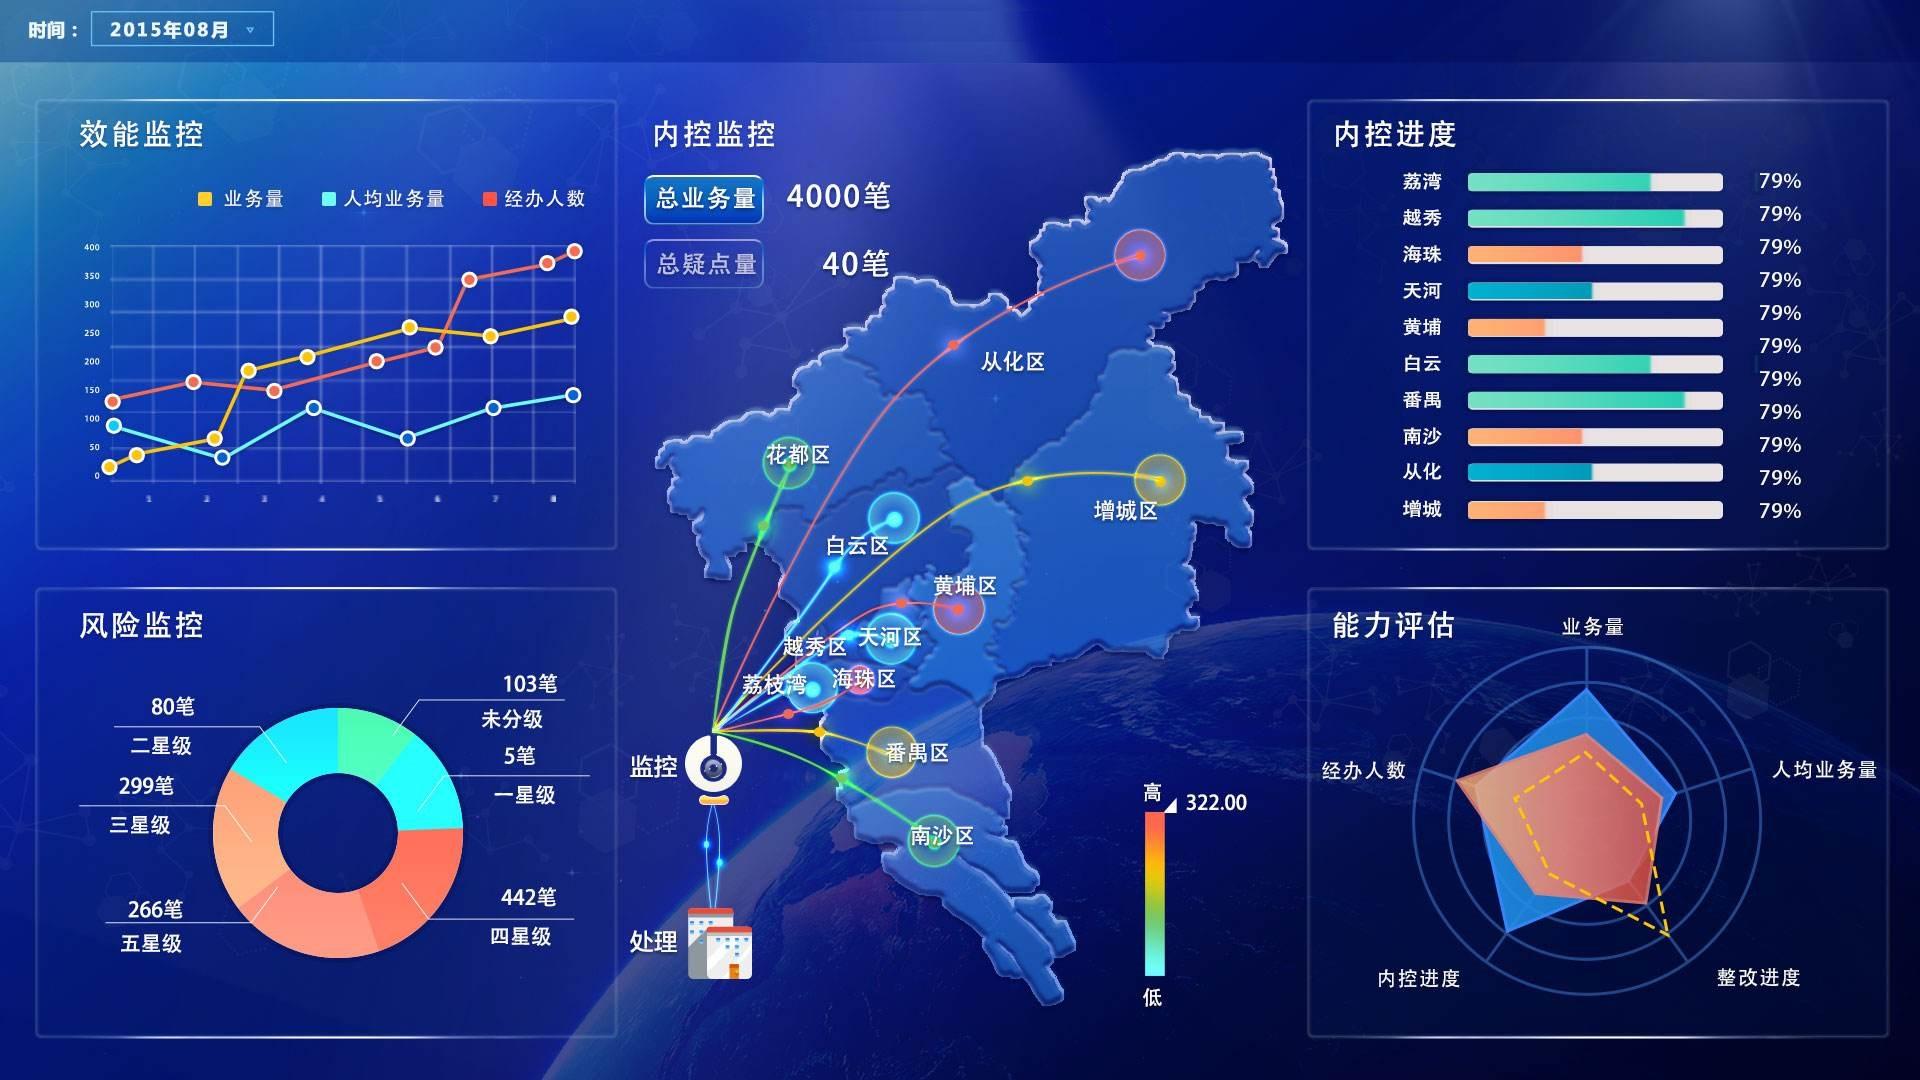 时间：
2015年08月
效能监控
业务量
人均业务量
经办人数
400
350
300
250
200
150
100
50
0
1
2
3
4
5
6
7
8
内控监控
总业务量
4000笔
总疑点量
40笔
从化区
花都区
增城区
白云区
黄埔区
天河区
越秀区
海珠区
荔枝湾
番禺区
南沙区
监控
处理
高
322.00
低
内控进度
荔湾
79%
越秀
79%
海珠
79%
天河
79%
黄埔
79%
白云
79%
番禺
79%
南沙
79%
从化
79%
增城
79%
79%
风险监控
103笔
未分级
80笔
二星级
5笔
一星级
299笔
三星级
442笔
四星级
266笔
五星级
能力评估
业务量
经办人数
人均业务量
内控进度
整改进度